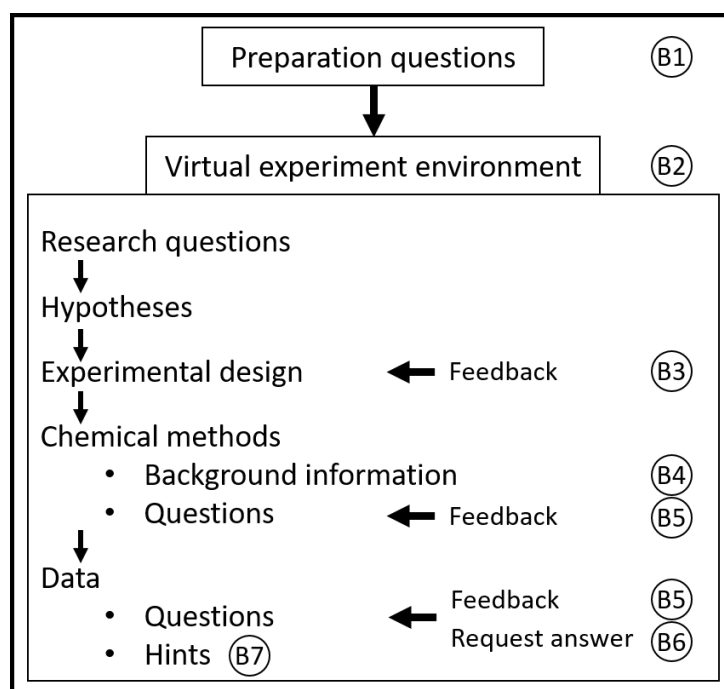 Preparation questions B1
Virtual experiment environment B2
Research questions
Hypotheses
Experimental design Feedback B3
Chemical methods
• Background information B4
• Questions Feedback B5
Data
Feedback B5
• Questions
Request answer B6
• Hints B7